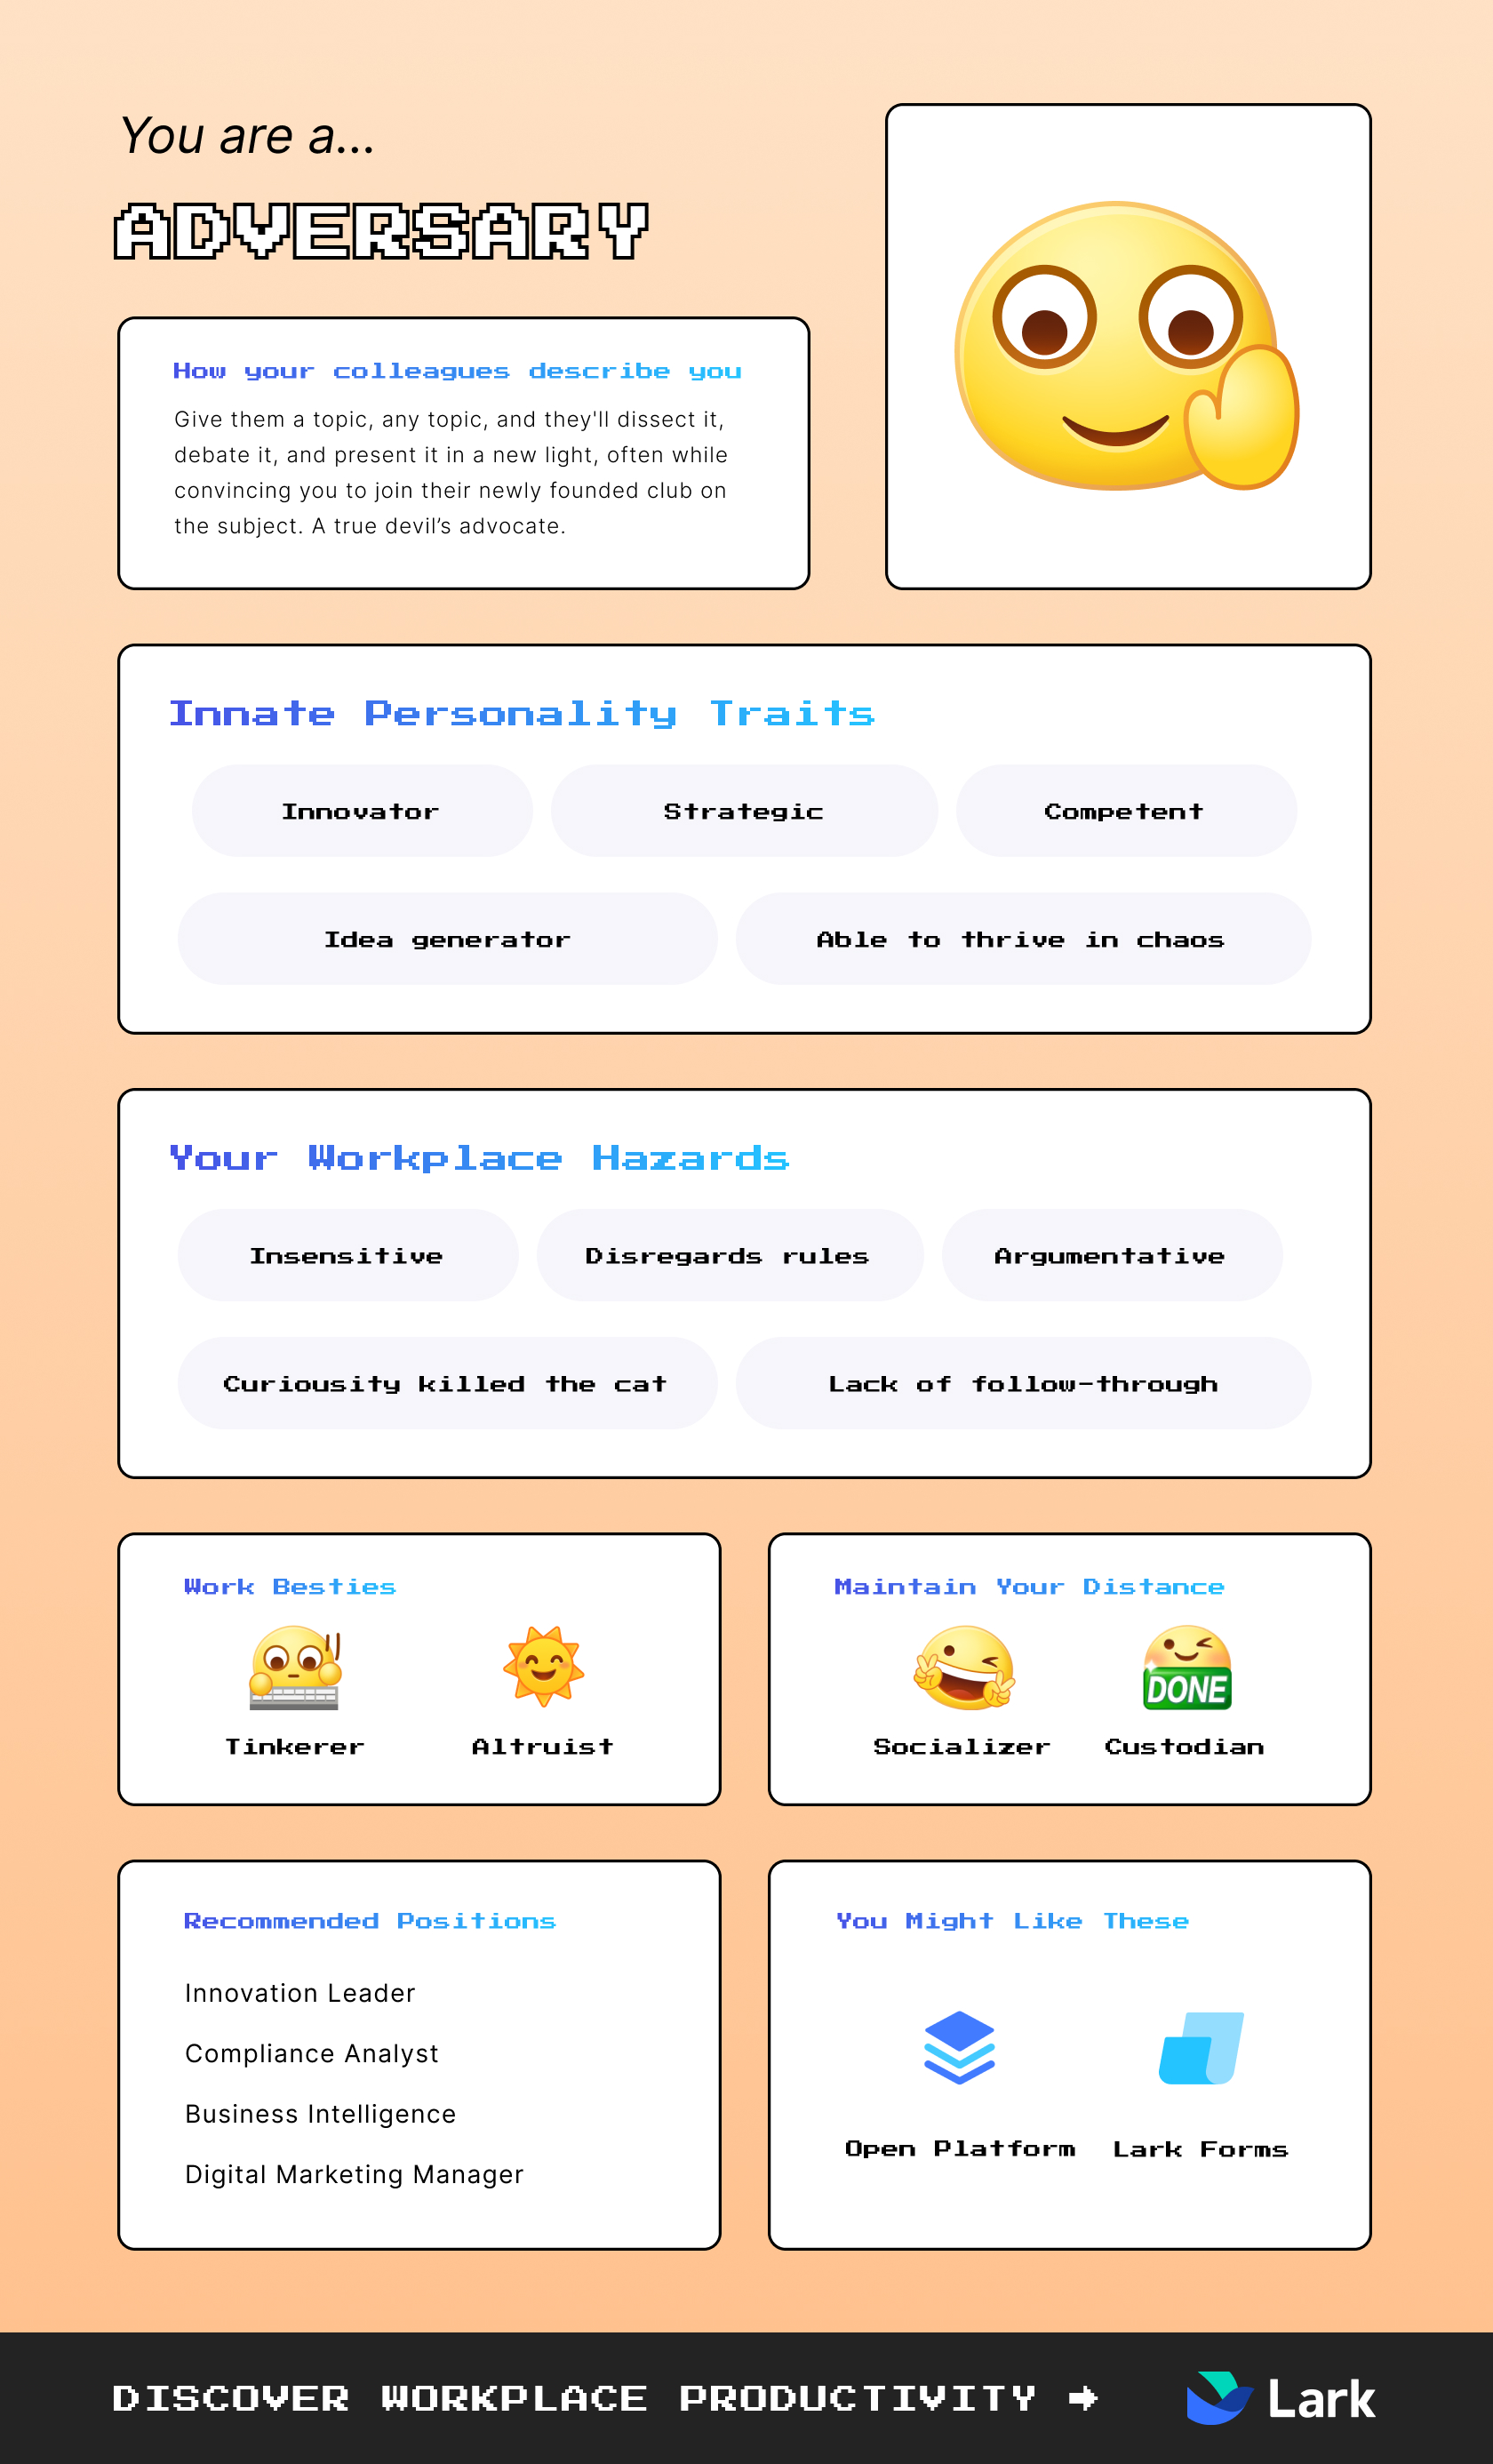 You are a...
ADVERSARY
How your colleagues describe you
Give them a topic, any topic, and they'll dissect it,
debate it, and present it in a new light, often while
convincing you to join their newly founded club on
the subject. A true devil’s advocate.
Innate Personality Traits
Innovator
Strategic
Competent
Idea generator
Able to thrive in chaos
Your Workplace Hazards
Insensitive
Disregards rules
Argumentative
Curiousity killed the cat
Lack of follow-through
Work Besties
Tinkerer
Altruist
Maintain Your Distance
DONE
Socializer
Custodian
Recommended Positions
Innovation Leader
Compliance Analyst
Business Intelligence
Digital Marketing Manager
You Might Like These
Open Platform
Lark Forms
DISCOVER WORKPLACE PRODUCTIVITY →
Lark